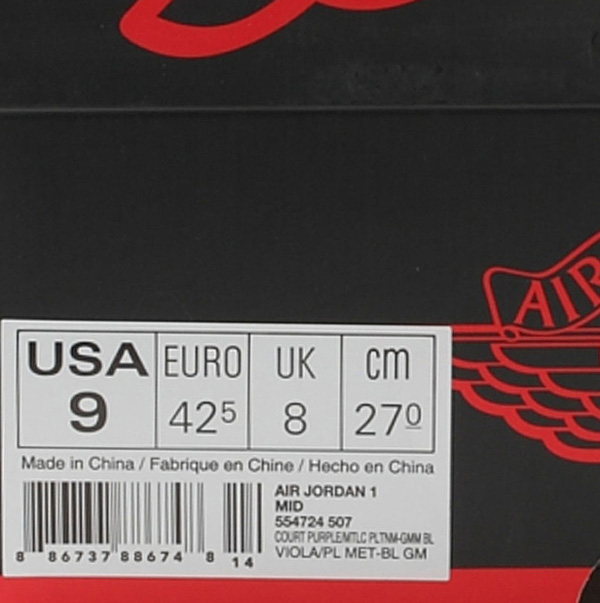 AIR
USA EURO UK cm
9 42⁵ 8 27⁰
Made in China / Fabrique en Chine / Hecho en China
AIR JORDAN 1
MID
554724 507
COURT PURPLE/MTLC PLTNM-GMM BL
VIOLA/PL MET-BL GM
8 86737 88674 8 14